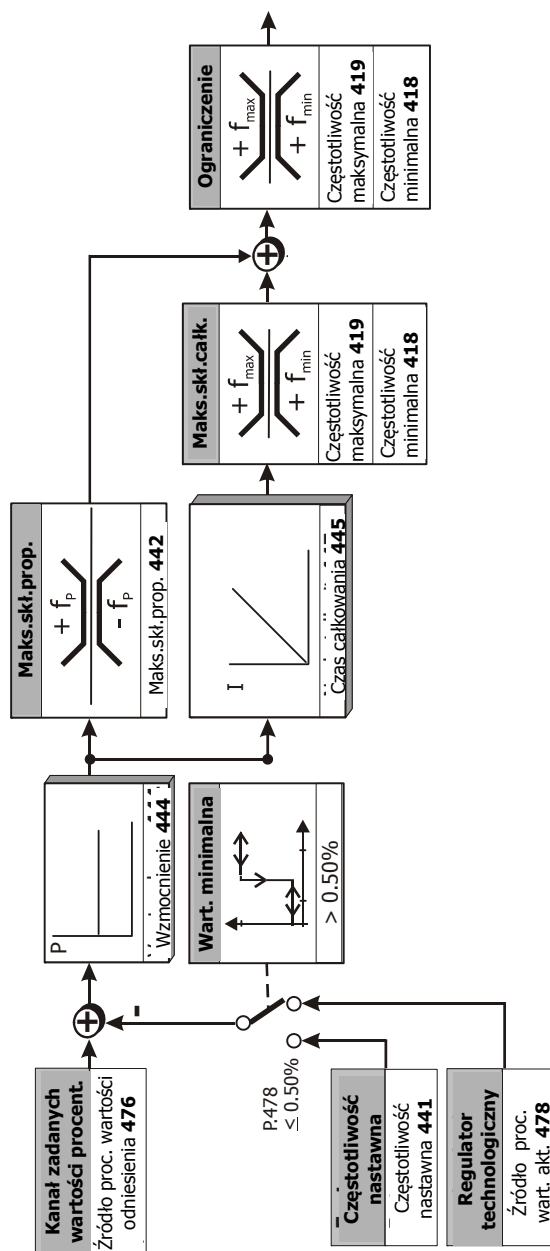 Kanał zadanych
wartości procent.
Źródło proc. wartości
odniesienia 476
P.478
≤ 0.50%
Częstotliwość
nastawna
Częstotliwość
nastawna 441
Regulator
technologiczny
Źródło proc.
wart. akt. 478
+
-
P
Wzmocnienie 444
Wart. minimalna
> 0.50%
Maks.skł.prop.
+ fP
- fP
Maks.skł.prop. 442
I
Czas całkowania 445
Maks.skł.całk.
+ fmax
+ fmin
Częstotliwość
maksymalna 419
Częstotliwość
minimalna 418
+
Ograniczenie
+ fmax
+ fmin
Częstotliwość
maksymalna 419
Częstotliwość
minimalna 418